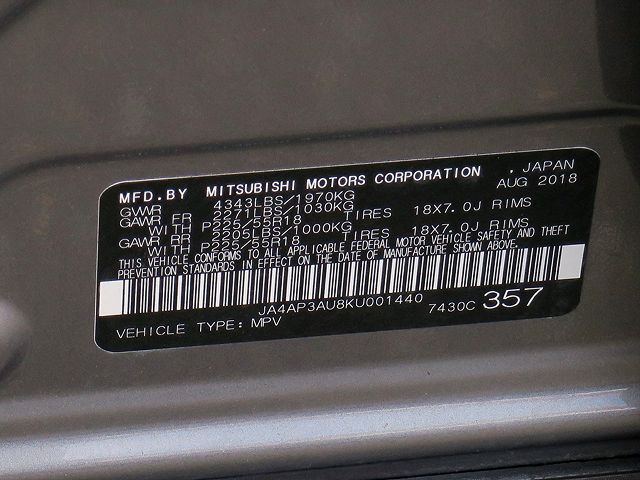 MFD.BY MITSUBISHI MOTORS CORPORATION , JAPAN
GVWR 4343LBS/1970KG AUG 2018
GAWR FR 2271LBS/1030KG
WITH P225/55R18 TIRES 18X7.0J RIMS
GAWR RR 2205LBS/1000KG
WITH P225/55R18 TIRES 18X7.0J RIMS
THIS VEHICLE CONFORMS TO ALL APPLICABLE FEDERAL MOTOR VEHICLE SAFETY AND THEFT
PREVENTION STANDARDS IN EFFECT ON THE DATE OF MANUFACTURE SHOWN ABOVE.
JA4AP3AU8KU001440 7430C 357
VEHICLE TYPE: MPV